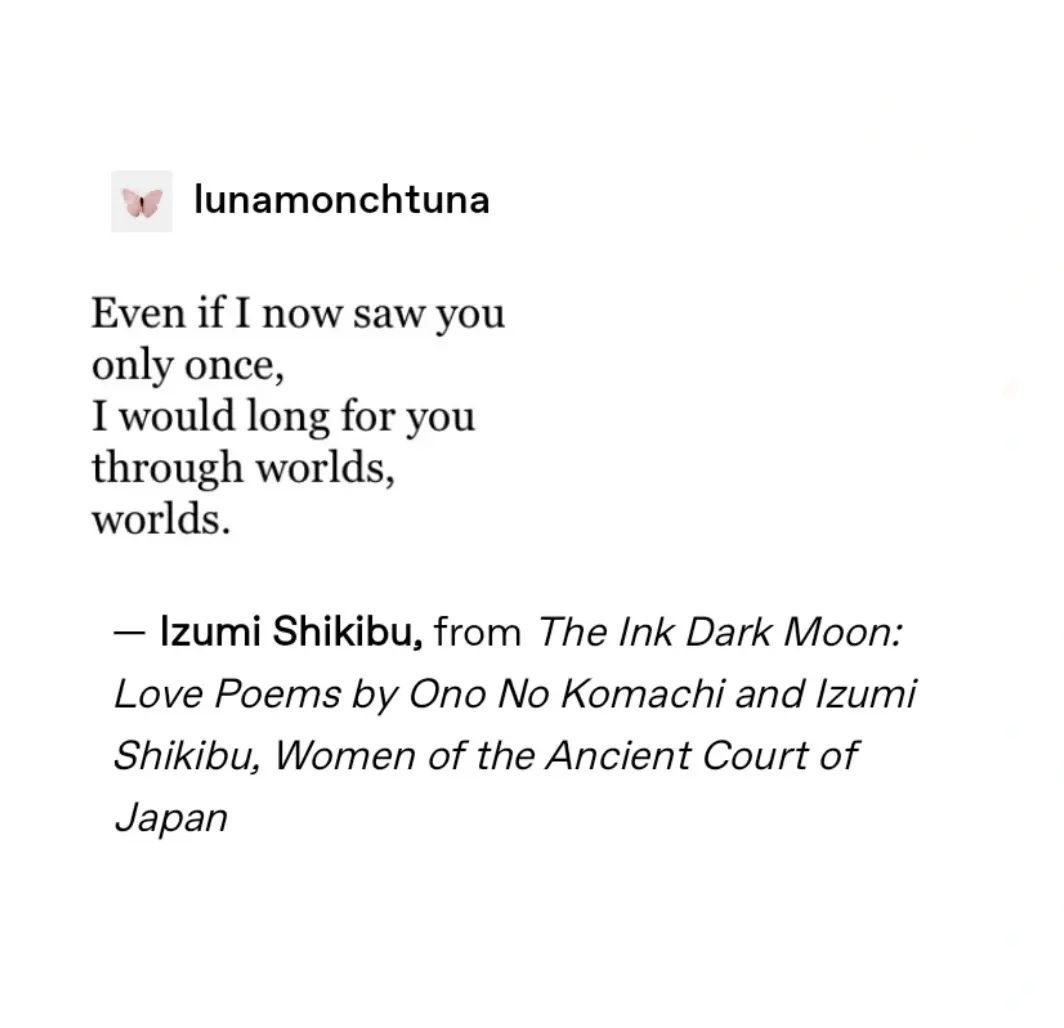 lunamonchtuna
Even if I now saw you
only once,
I would long for you
through worlds,
worlds.
— Izumi Shikibu, from The Ink Dark Moon:
Love Poems by Ono No Komachi and Izumi
Shikibu, Women of the Ancient Court of
Japan